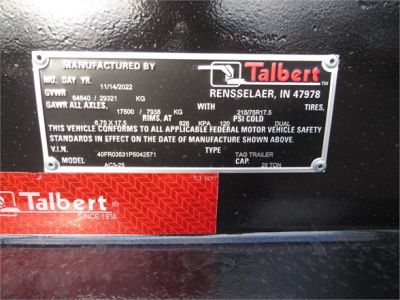 MANUFACTURED BY Talbert
MO. DAY YR. 11/14/2022 RENSSELAER, IN 47978
GVWR 64640 / 29321 KG
GAWR ALL AXLES, WITH TIRES,
17500 / 7938 KG 215/75R17.5
RIMS, AT PSI COLD
6.75 X 17.5 828 KPA 120 DUAL
THIS VEHICLE CONFORMS TO ALL APPLICABLE FEDERAL MOTOR VEHICLE SAFETY
STANDARDS IN EFFECT ON THE DATE OF MANUFACTURE SHOWN ABOVE.
V.I.N. 40FR03531P5042571 TYPE TAG TRAILER
MODEL AC3-25 CAP. 25 TON
Talbert®
SINCE 1938